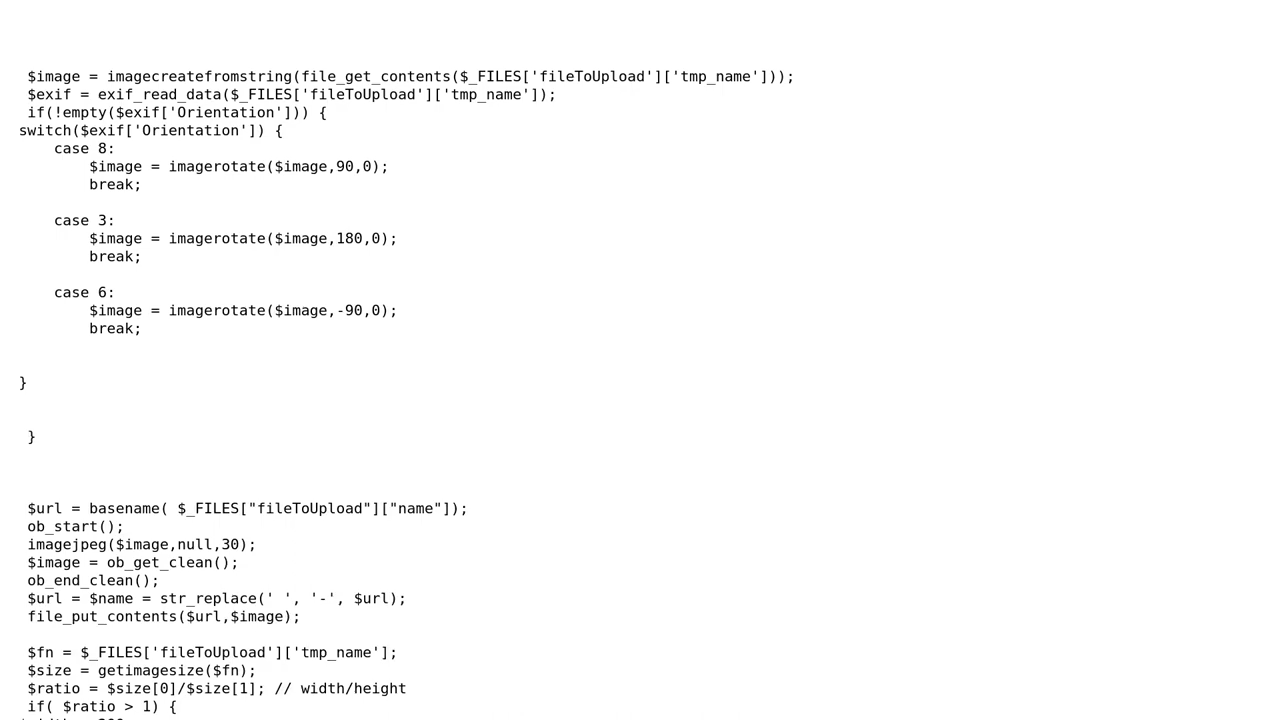 $image = imagecreatefromstring(file_get_contents($_FILES['fileToUpload']['tmp_name']));
$exif = exif_read_data($_FILES['fileToUpload']['tmp_name']);
if(!empty($exif['Orientation'])) {
switch($exif['Orientation']) {
case 8:
$image = imagerotate($image,90,0);
break;
case 3:
$image = imagerotate($image,180,0);
break;
case 6:
$image = imagerotate($image,-90,0);
break;
}
}
$url = basename( $_FILES["fileToUpload"]["name"]);
ob_start();
imagejpeg($image,null,30);
$image = ob_get_clean();
ob_end_clean();
$url = $name = str_replace(' ', '-', $url);
file_put_contents($url,$image);
$fn = $_FILES['fileToUpload']['tmp_name'];
$size = getimagesize($fn);
$ratio = $size[0]/$size[1]; // width/height
if( $ratio > 1) {